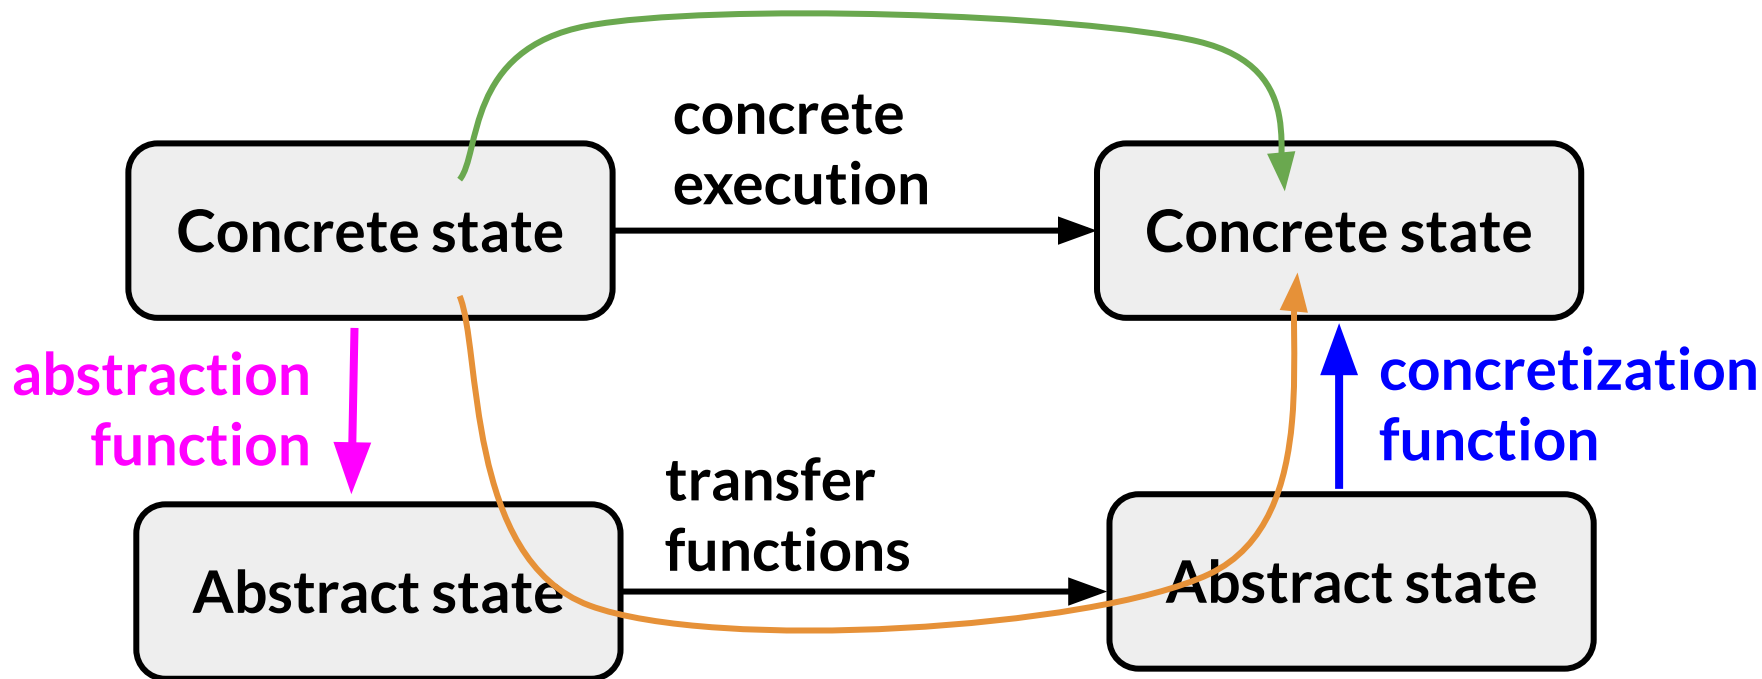 concrete
execution
Concrete state
Concrete state
abstraction
function
concretization
function
transfer
functions
Abstract state
Abstract state